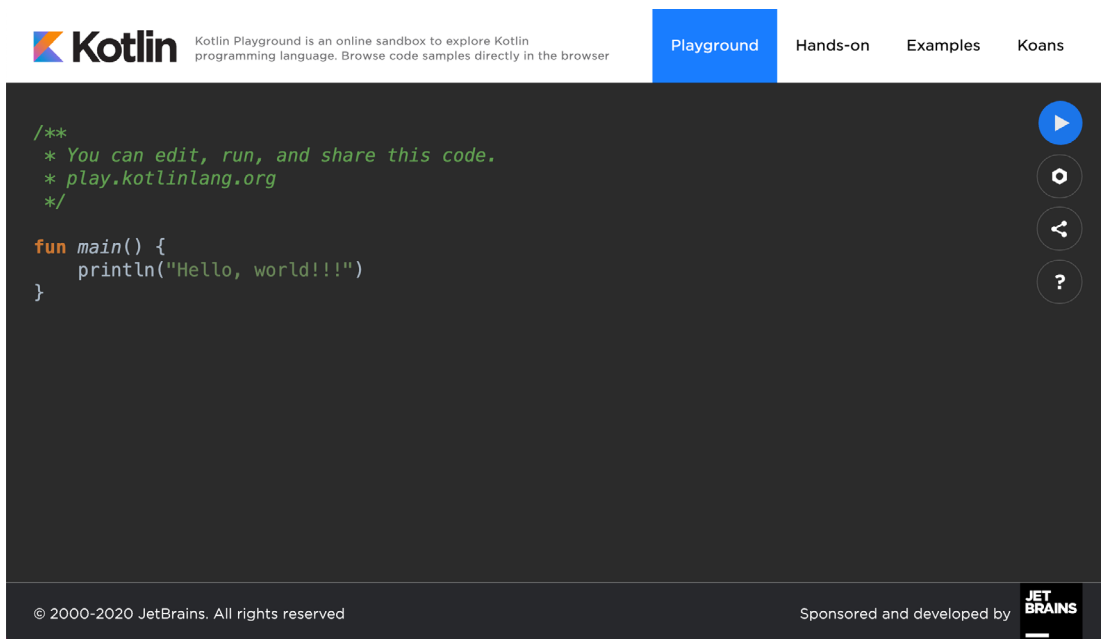 Kotlin
Kotlin Playground is an online sandbox to explore Kotlin
programming language. Browse code samples directly in the browser
Playground
Hands-on
Examples
Koans
/**
 * You can edit, run, and share this code.
 * play.kotlinlang.org
 */
fun main() {
    println("Hello, world!!!")
}
?
© 2000-2020 JetBrains. All rights reserved
Sponsored and developed by
JET
BRAINS